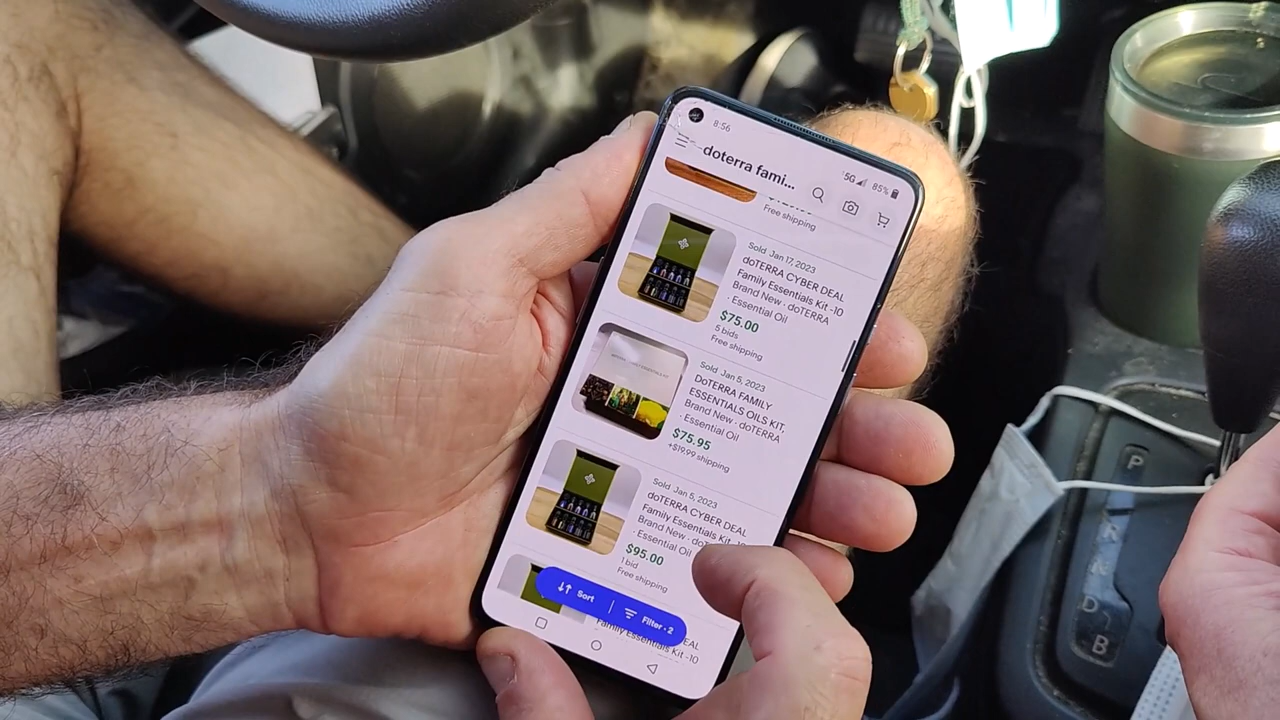 8:56
5G
85%
doterra fami...
Free shipping
Sold Jan 17, 2023
doTERRA CYBER DEAL
Family Essentials Kit -10
Brand New · doTERRA
· Essential Oil
$75.00
5 bids
Free shipping
Sold Jan 5, 2023
DoTERRA FAMILY
ESSENTIALS OILS KIT,
Brand New · doTERRA
· Essential Oil
$75.95
+$19.99 shipping
Sold Jan 5, 2023
doTERRA CYBER DEAL
Family Essentials Kit -10
Brand New · doT
· Essential Oil
$95.00
1 bid
Free shipping
Sort
Filter · 2
EAL
Family Essentials Kit -10
P
D
B